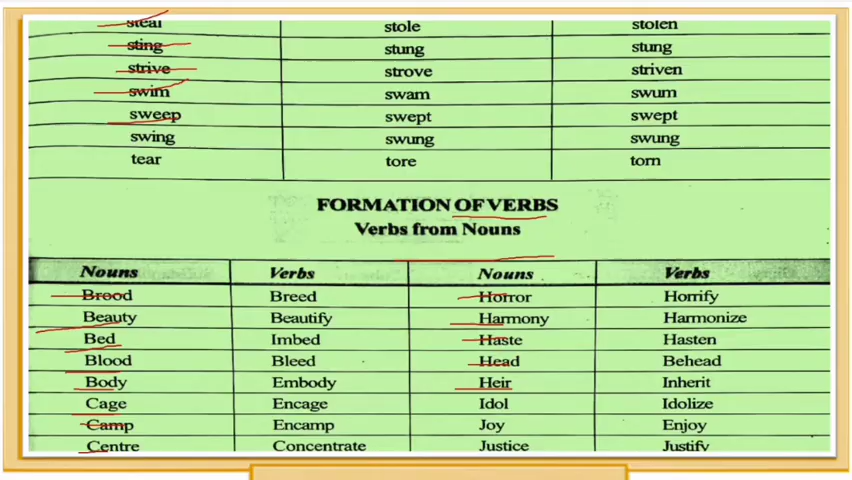 steal stole stolen
sting stung stung
strive strove striven
swim swam swum
sweep swept swept
swing swung swung
tear tore torn
FORMATION OF VERBS
Verbs from Nouns
Nouns Verbs Nouns Verbs
Brood Breed Horror Horrify
Beauty Beautify Harmony Harmonize
Bed Imbed Haste Hasten
Blood Bleed Head Behead
Body Embody Heir Inherit
Cage Encage Idol Idolize
Camp Encamp Joy Enjoy
Centre Concentrate Justice Justify